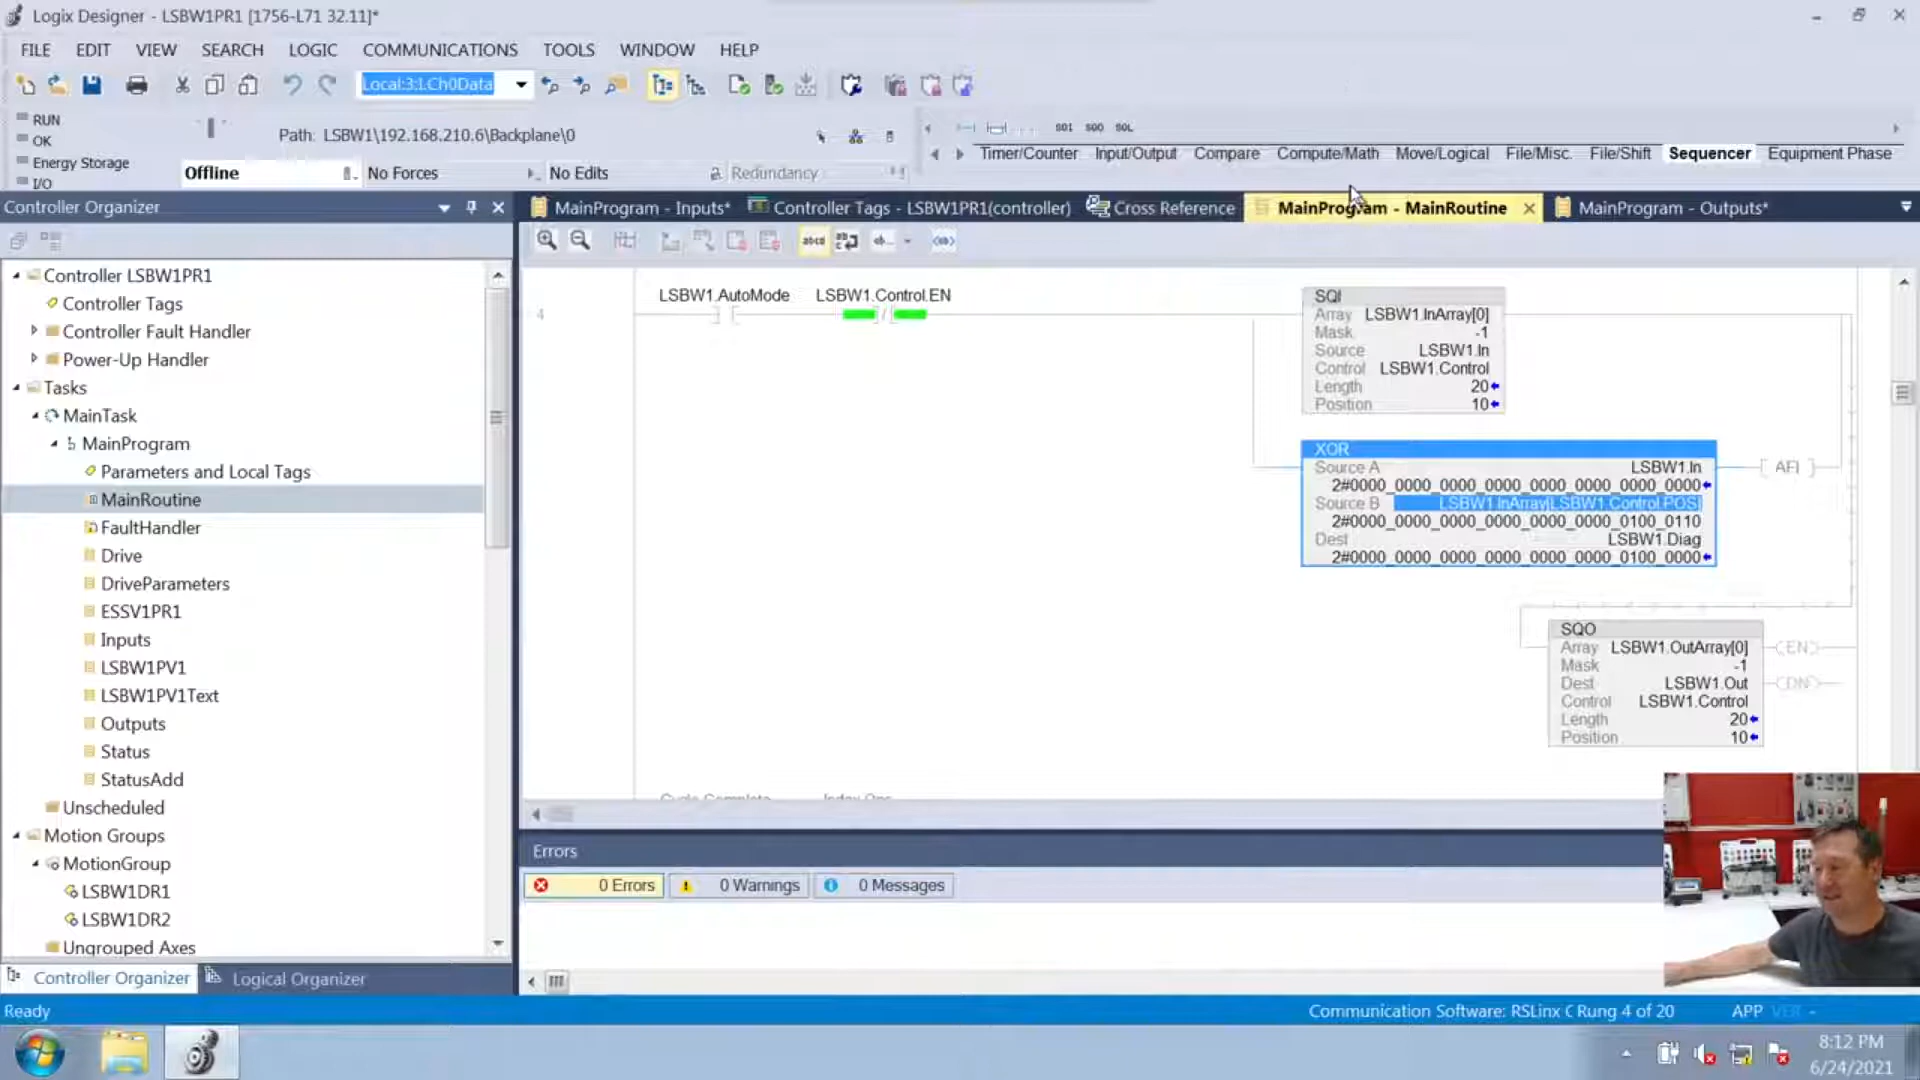 Logix Designer - LSBW1PR1 [1756-L71 32.11]*
FILE EDIT VIEW SEARCH LOGIC COMMUNICATIONS TOOLS WINDOW HELP
Local:3:I.Ch0Data
RUN
OK
Energy Storage
I/O
Path: LSBW1\192.168.210.6\Backplane\0
Offline No Forces No Edits Redundancy
SQI SQO SQL
Timer/Counter Input/Output Compare Compute/Math Move/Logical File/Misc. File/Shift Sequencer Equipment Phase
Controller Organizer
MainProgram - Inputs* Controller Tags - LSBW1PR1(controller) Cross Reference MainProgram - MainRoutine MainProgram - Outputs*
Controller LSBW1PR1
Controller Tags
Controller Fault Handler
Power-Up Handler
Tasks
MainTask
MainProgram
Parameters and Local Tags
MainRoutine
FaultHandler
Drive
DriveParameters
ESSV1PR1
Inputs
LSBW1PV1
LSBW1PV1Text
Outputs
Status
StatusAdd
Unscheduled
Motion Groups
MotionGroup
LSBW1DR1
LSBW1DR2
Ungrouped Axes
Controller Organizer Logical Organizer
4
LSBW1.AutoMode LSBW1.Control.EN
SQI
Array LSBW1.InArray[0]
Mask -1
Source LSBW1.In
Control LSBW1.Control
Length 20
Position 10
XOR
Source A LSBW1.In
2#0000_0000_0000_0000_0000_0000_0000_0000
Source B LSBW1.InArray[LSBW1.Control.POS]
2#0000_0000_0000_0000_0000_0000_0100_0110
Dest LSBW1.Diag
2#0000_0000_0000_0000_0000_0000_0100_0000
AFI
SQO
Array LSBW1.OutArray[0]
Mask -1
Dest LSBW1.Out
Control LSBW1.Control
Length 20
Position 10
EN
DN
Cycle Complete Index Ops
Errors
0 Errors 0 Warnings 0 Messages
Ready
Communication Software: RSLinx C Rung 4 of 20 APP VER
8:12 PM
6/24/2021